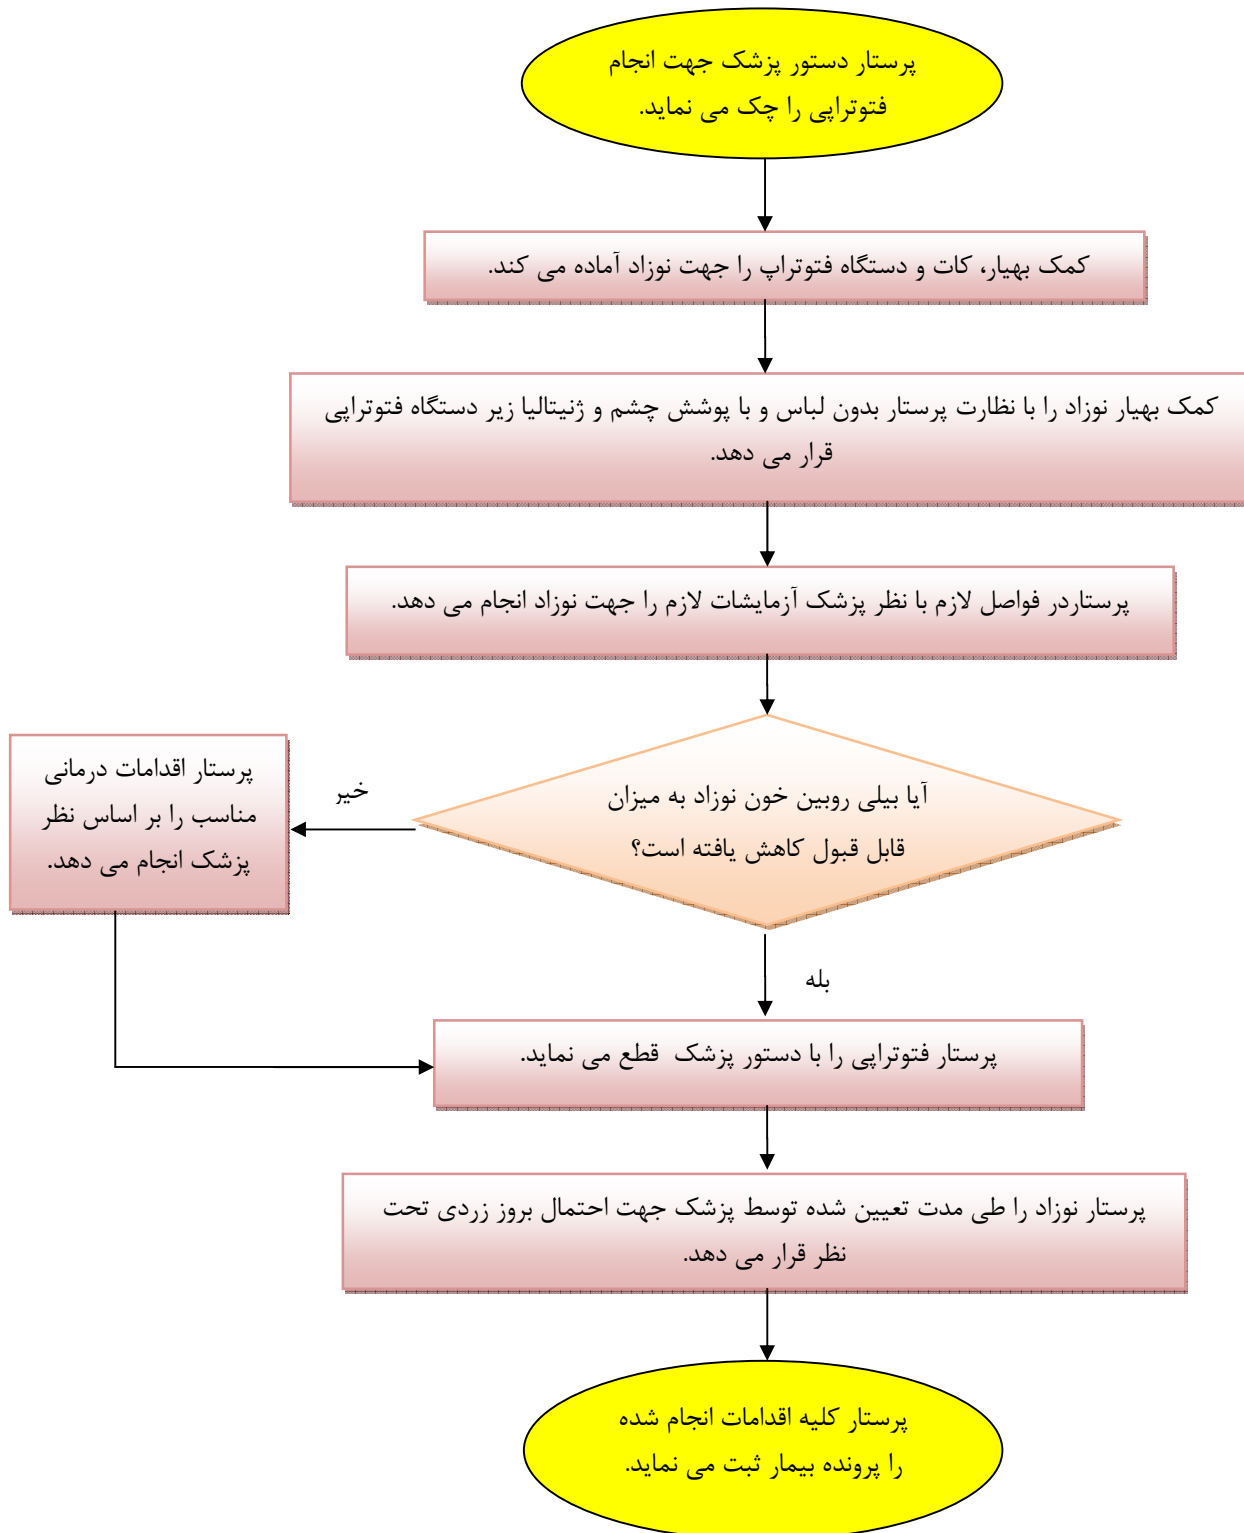 پرستار دستور پزشک جهت انجام
فتوتراپی را چک می نماید.
کمک بهیار، کات و دستگاه فتوتراپ را جهت نوزاد آماده می کند.
کمک بهیار نوزاد را با نظارت پرستار بدون لباس و با پوشش چشم و ژنیتالیا زیر دستگاه فتوتراپی
قرار می دهد.
پرستاردر فواصل لازم با نظر پزشک آزمایشات لازم را جهت نوزاد انجام می دهد.
آیا بیلی روبین خون نوزاد به میزان
قابل قبول کاهش یافته است؟
خیر
پرستار اقدامات درمانی
مناسب را بر اساس نظر
پزشک انجام می دهد.
بله
پرستار فتوتراپی را با دستور پزشک  قطع می نماید.
پرستار نوزاد را طی مدت تعیین شده توسط پزشک جهت احتمال بروز زردی تحت
نظر قرار می دهد.
پرستار کلیه اقدامات انجام شده
را پرونده بیمار ثبت می نماید.